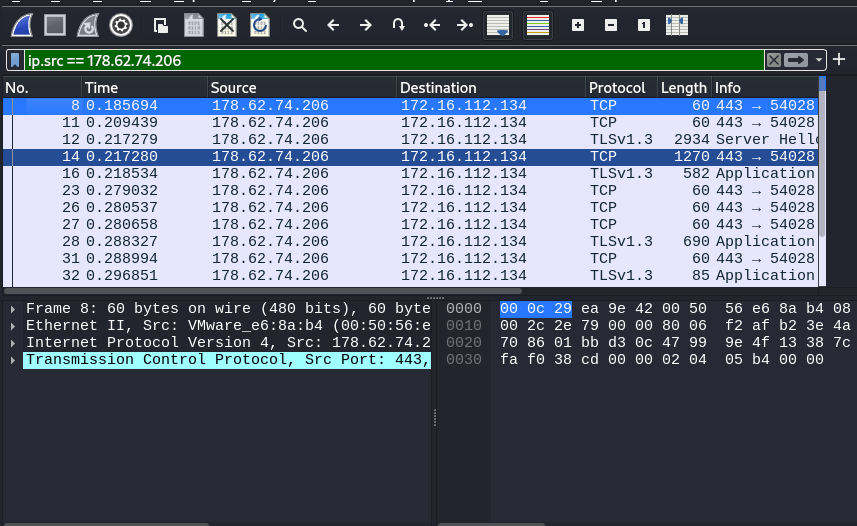 ip.src == 178.62.74.206
No. Time Source Destination Protocol Length Info
8 0.185694 178.62.74.206 172.16.112.134 TCP 60 443 → 54028
11 0.209439 178.62.74.206 172.16.112.134 TCP 60 443 → 54028
12 0.217279 178.62.74.206 172.16.112.134 TLSv1.3 2934 Server Hello
14 0.217280 178.62.74.206 172.16.112.134 TCP 1270 443 → 54028
16 0.218534 178.62.74.206 172.16.112.134 TLSv1.3 582 Application
23 0.279032 178.62.74.206 172.16.112.134 TCP 60 443 → 54028
26 0.280537 178.62.74.206 172.16.112.134 TCP 60 443 → 54028
27 0.280658 178.62.74.206 172.16.112.134 TCP 60 443 → 54028
28 0.288327 178.62.74.206 172.16.112.134 TLSv1.3 690 Application
31 0.288994 178.62.74.206 172.16.112.134 TCP 60 443 → 54028
32 0.296851 178.62.74.206 172.16.112.134 TLSv1.3 85 Application
Frame 8: 60 bytes on wire (480 bits), 60 byte
Ethernet II, Src: VMware_e6:8a:b4 (00:50:56:e
Internet Protocol Version 4, Src: 178.62.74.2
Transmission Control Protocol, Src Port: 443,
0000 00 0c 29 ea 9e 42 00 50 56 e6 8a b4 08
0010 00 2c 2e 79 00 00 80 06 f2 af b2 3e 4a
0020 70 86 01 bb d3 0c 47 99 9e 4f 13 38 7c
0030 fa f0 38 cd 00 00 02 04 05 b4 00 00